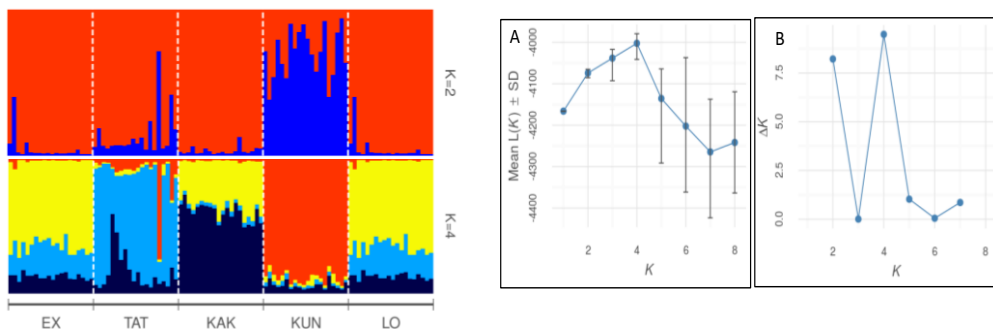 K=2
K=4
EX TAT KAK KUN LO
A
Mean L(K) ± SD
-4000
-4100
-4200
-4300
-4400
2 4 6 8
K
B
ΔK
7.5
5.0
2.5
0.0
2 4 6 8
K